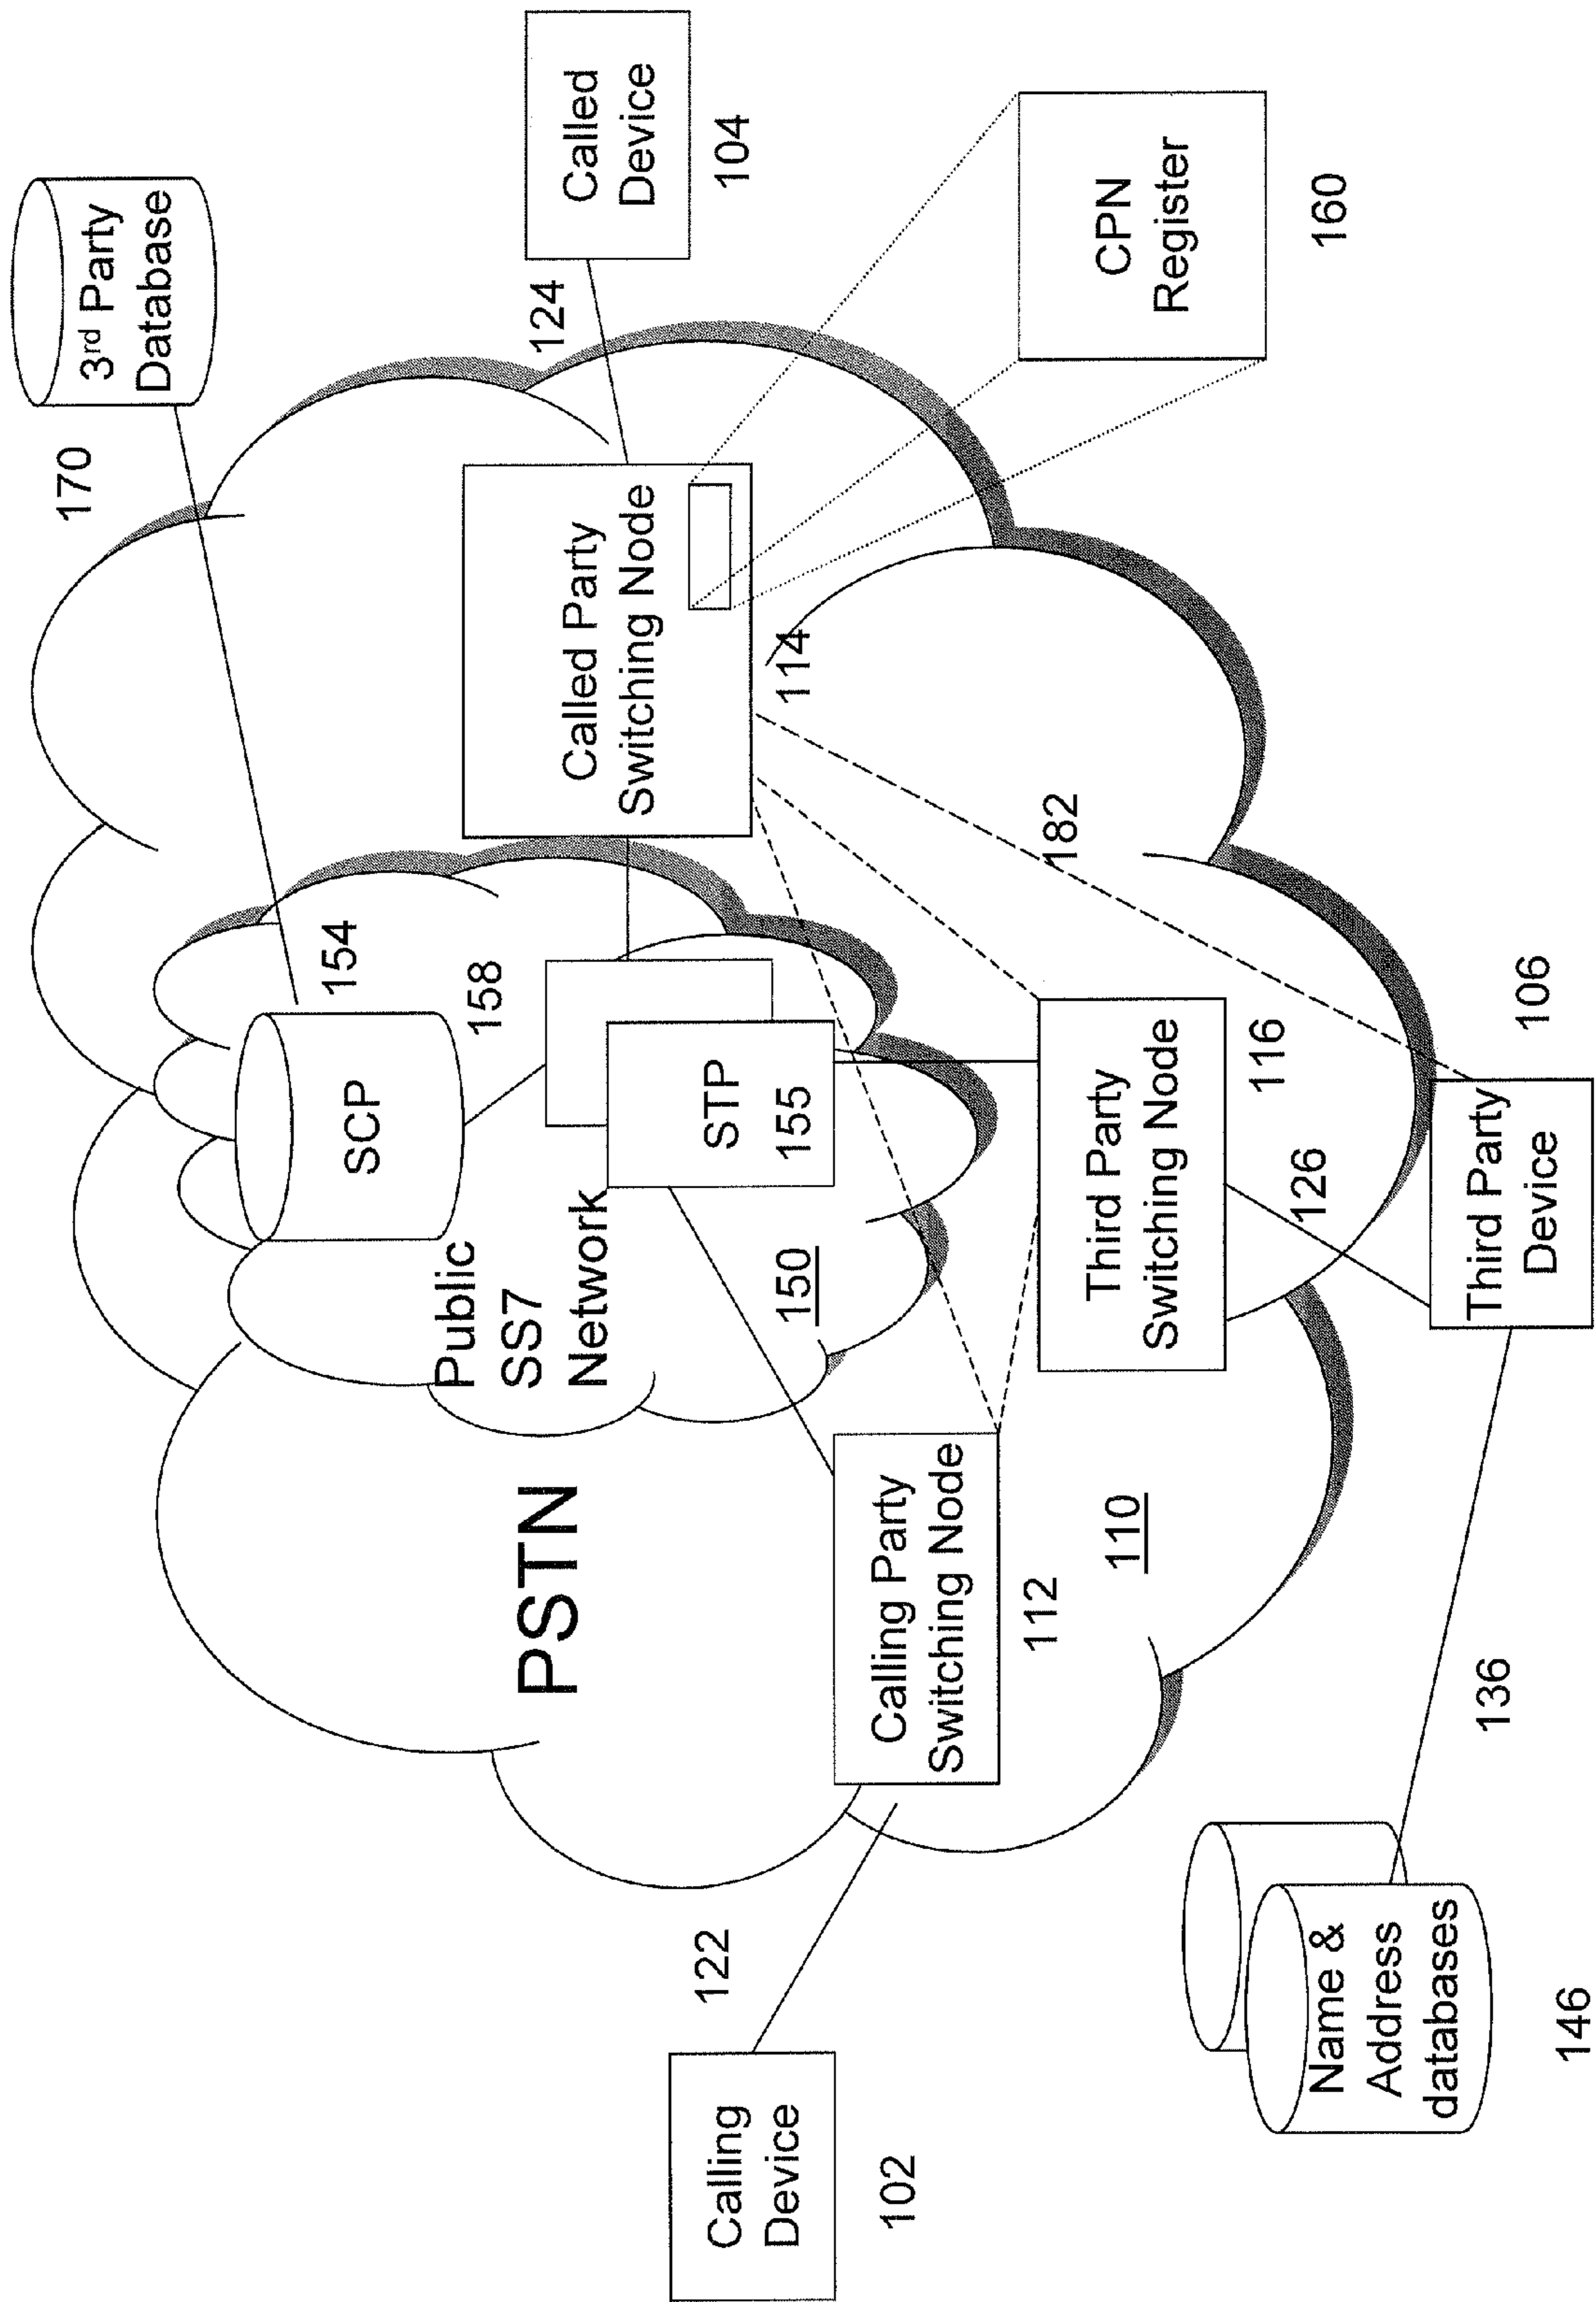 3rd Party
Database
170
Called
Device
104
124
CPN
Register
160
Called Party
Switching Node
114
182
SCP
154
158
STP
155
Public
SS7
Network
150
PSTN
Third Party
Switching Node
116
126
Third Party
Device
106
Calling Party
Switching Node
112
110
122
Calling
Device
102
136
Name &
Address
databases
146